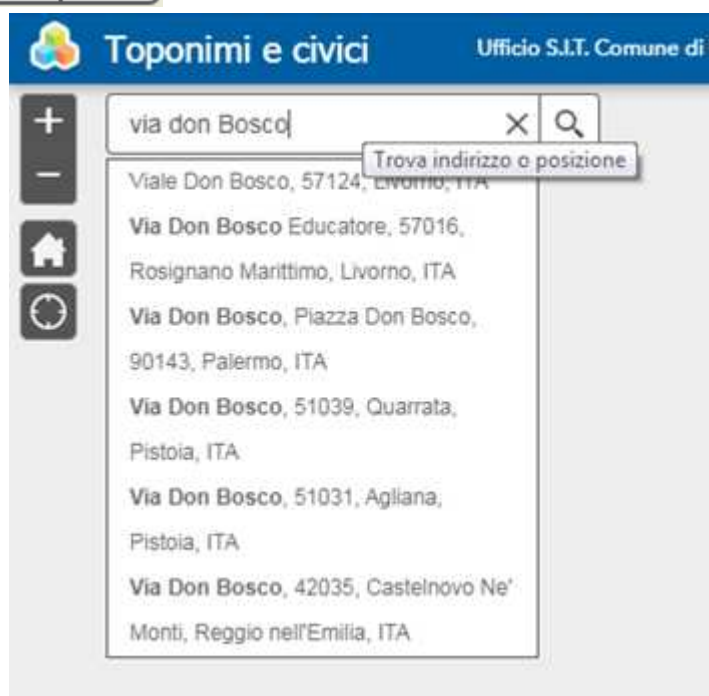 Toponimi e civici
Ufficio S.I.T. Comune di
+
via don Bosco
Trova indirizzo o posizione
−
Viale Don Bosco, 57124, Livorno, ITA
Via Don Bosco Educatore, 57016,
Rosignano Marittimo, Livorno, ITA
Via Don Bosco, Piazza Don Bosco,
90143, Palermo, ITA
Via Don Bosco, 51039, Quarrata,
Pistoia, ITA
Via Don Bosco, 51031, Agliana,
Pistoia, ITA
Via Don Bosco, 42035, Castelnovo Ne'
Monti, Reggio nell'Emilia, ITA